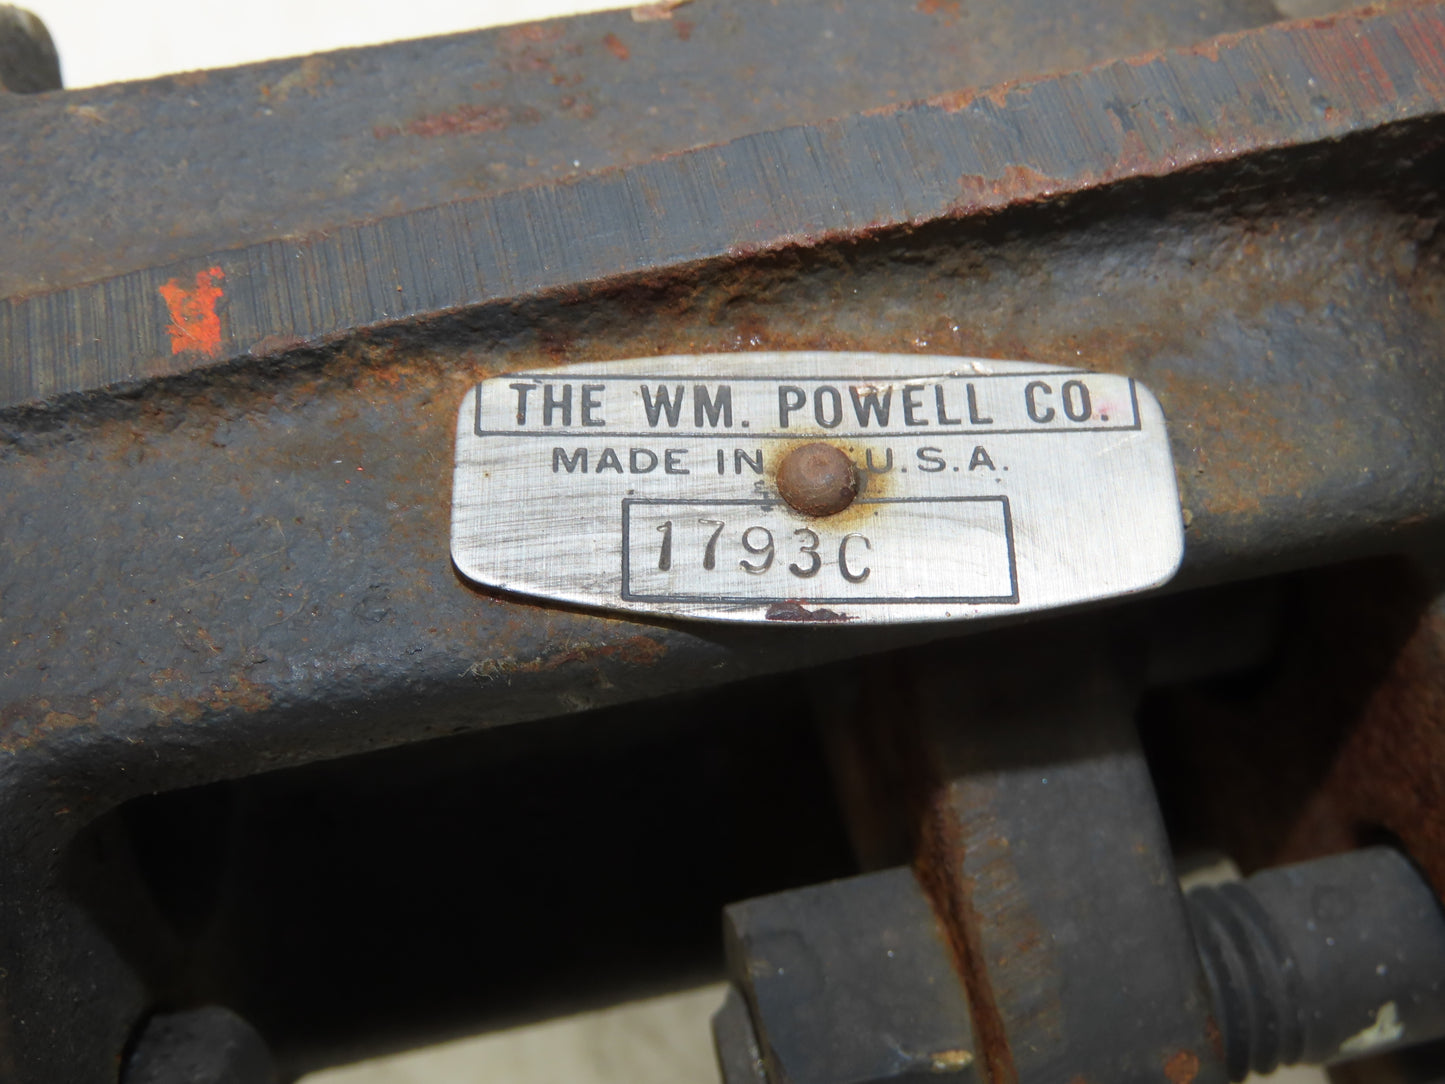 THE WM. POWELL CO.
MADE IN U.S.A.
1793C